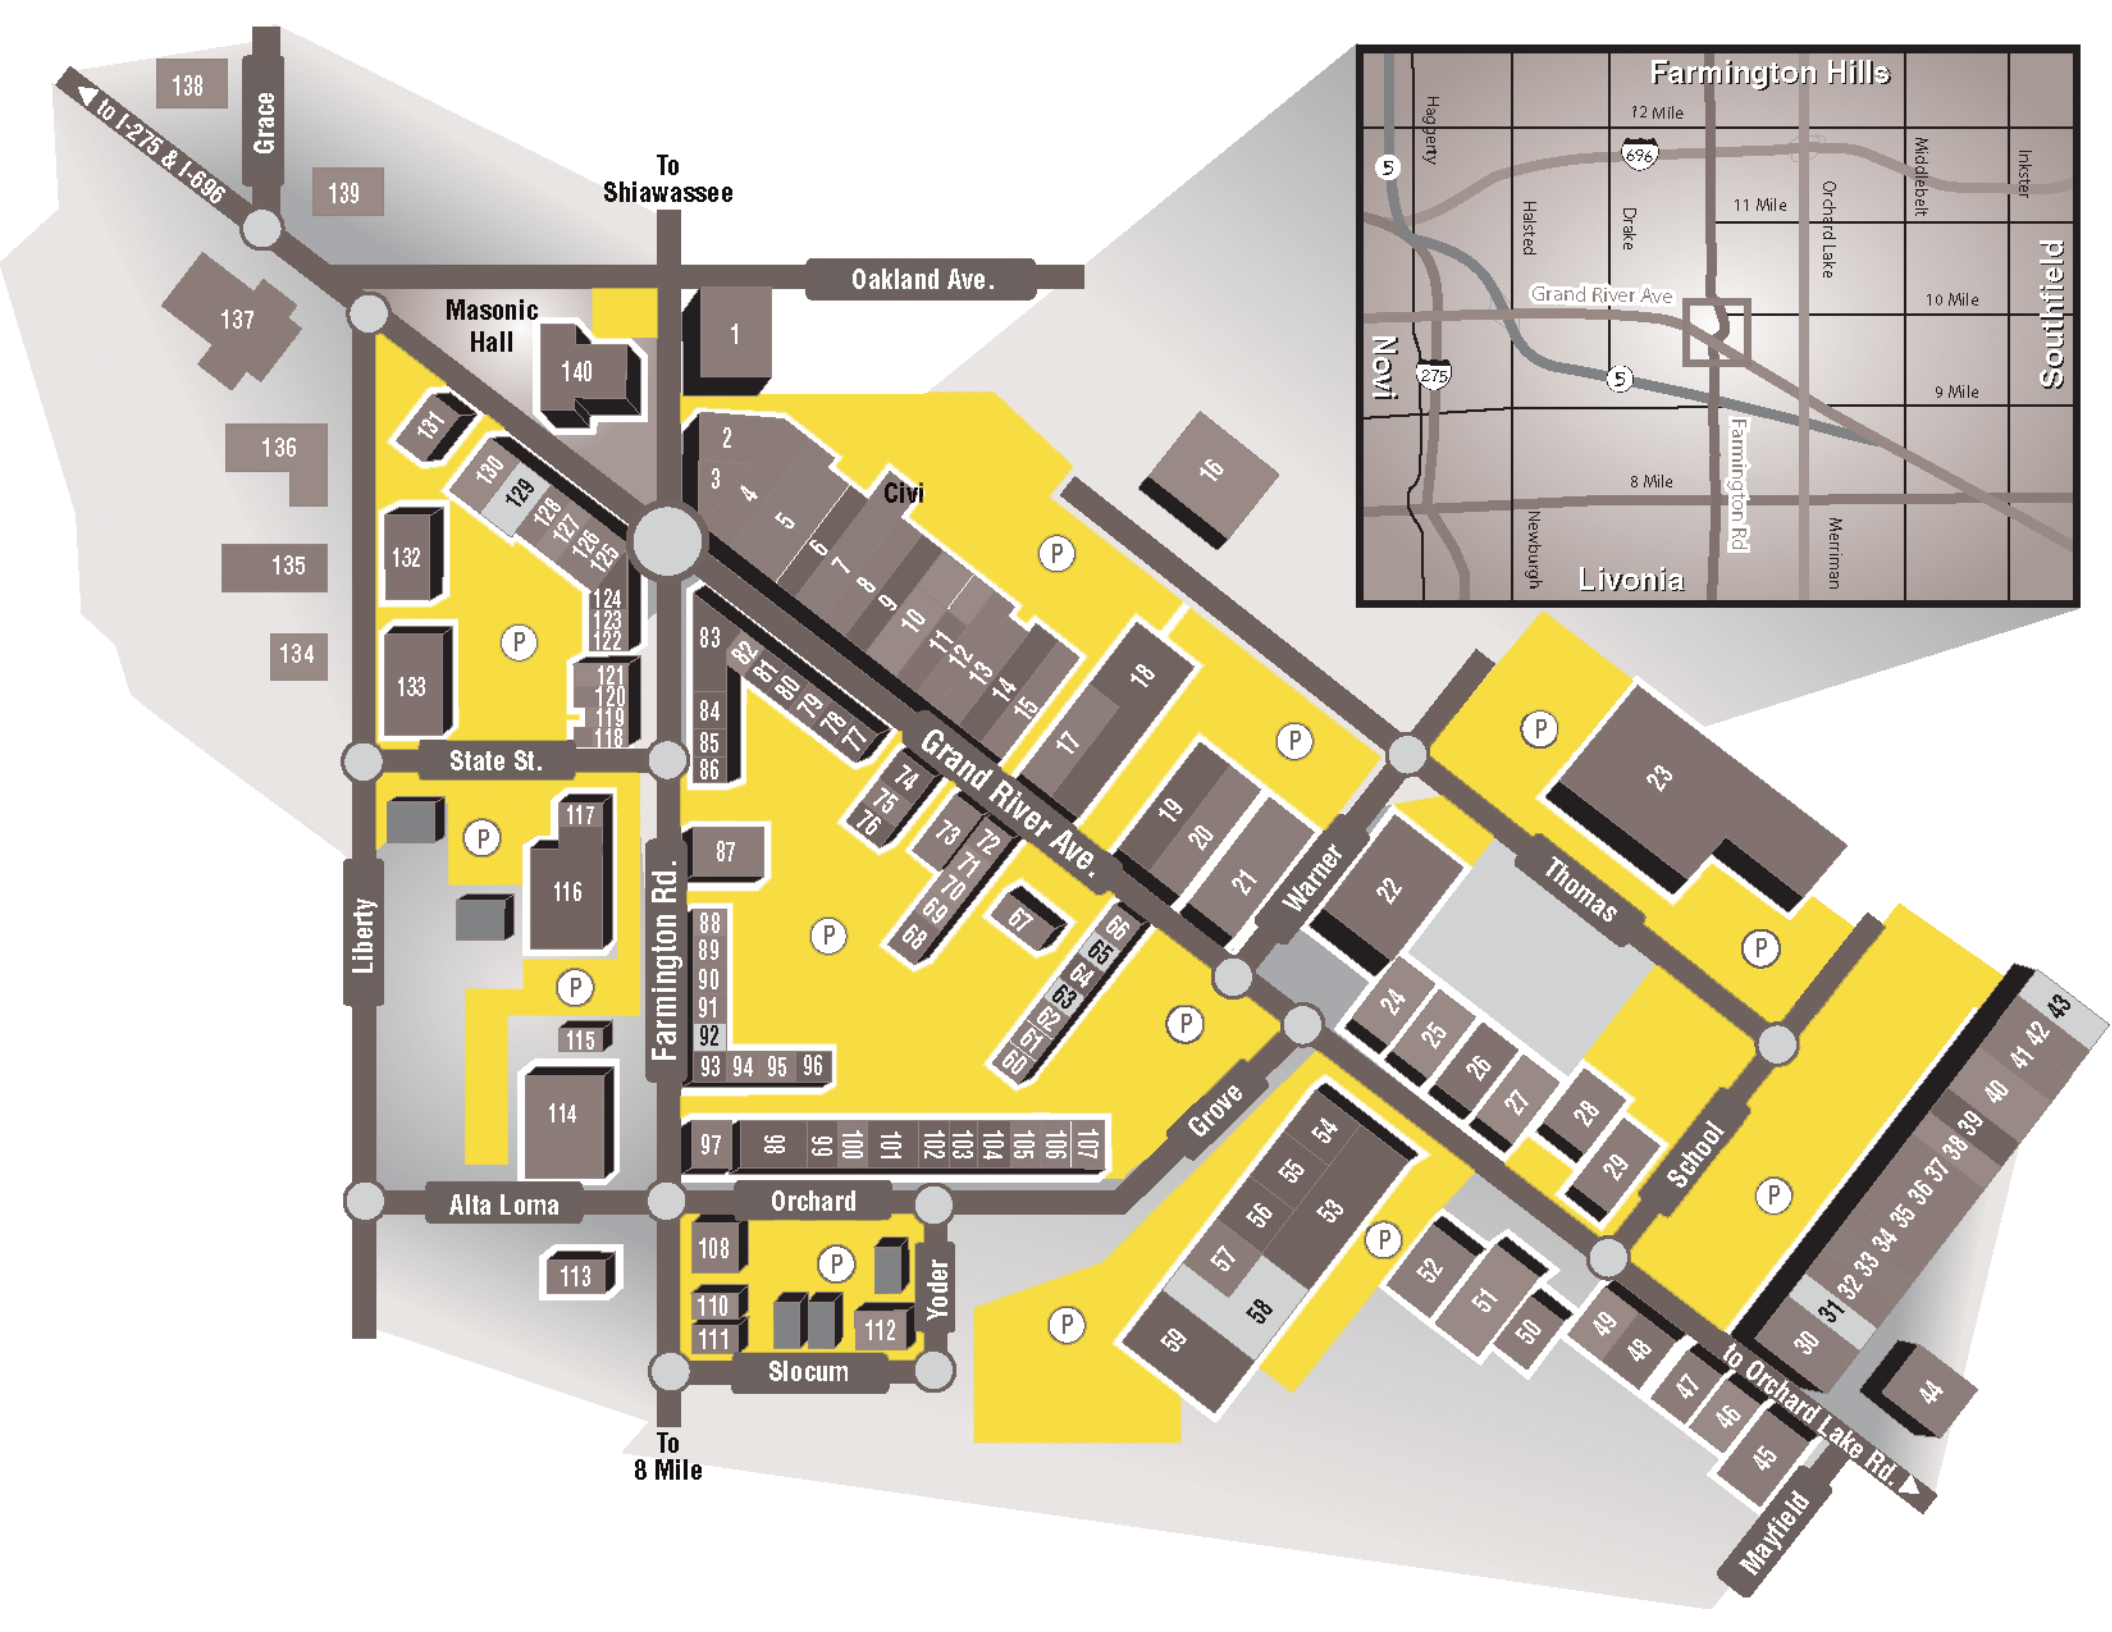 138
Grace
to I-275 & I-696
139
To
Shiawassee
Oakland Ave.
137
Masonic
Hall
140
1
136
131
130
129
128
127
126
125
135
132
134
133
P
124
123
122
121
120
119
118
2
3
4
5
Civi
6
7
8
9
10
11
12
13
14
15
16
P
17
18
P
19
20
21
Warner
22
P
23
Thomas
P
83
82
81
80
79
78
77
84
85
86
Grand River Ave.
74
75
76
73
72
71
70
69
68
67
66
65
64
63
62
61
60
State St.
P
117
116
87
P
P
Liberty
Farmington Rd.
P
115
114
88
89
90
91
92
93
94
95
96
97
98
99
100
101
102
103
104
105
106
107
Grove
24
25
26
27
28
29
School
P
43
42
41
40
39
38
37
36
35
34
33
32
31
30
44
Alta Loma
Orchard
113
108
110
111
P
112
Yoder
Slocum
To
8 Mile
54
55
56
53
57
58
59
P
P
52
51
50
49
48
47
46
45
to Orchard Lake Rd.
Mayfield
Farmington Hills
12 Mile
Haggerty
5
696
Middlebelt
Inkster
11 Mile
Halsted
Drake
Orchard Lake
Southfield
Grand River Ave
10 Mile
Novi
275
5
9 Mile
Farmington Rd
8 Mile
Newburgh
Merriman
Livonia